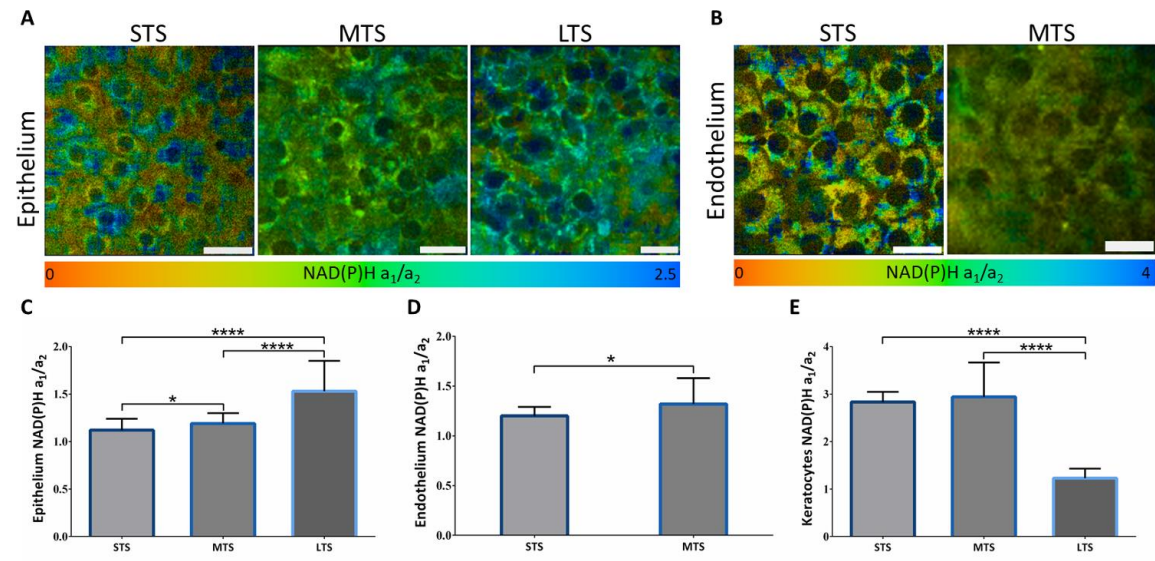 A
STS MTS LTS
Epithelium
0 NAD(P)H a₁/a₂ 2.5
B
STS MTS
Endothelium
0 NAD(P)H a₁/a₂ 4
C
Epithelium NAD(P)H a₁/a₂
2.0
1.5
1.0
0.5
0.0
****
****
*
STS MTS LTS
D
Endothelium NAD(P)H a₁/a₂
2.0
1.5
1.0
0.5
0.0
*
STS MTS
E
Keratocytes NAD(P)H a₁/a₂
4
3
2
1
0
****
****
STS MTS LTS